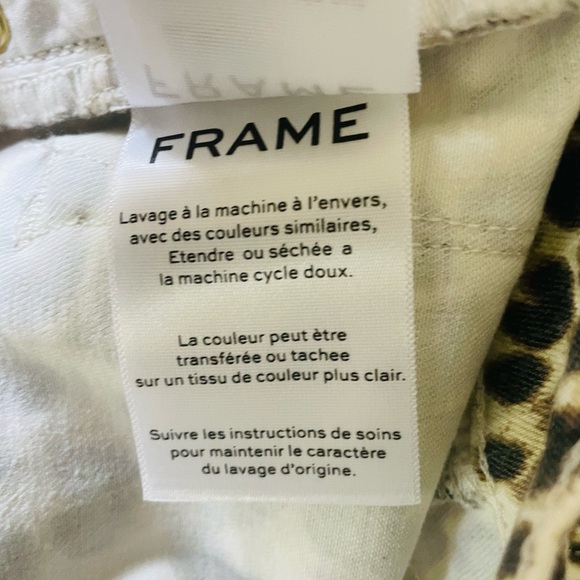 FRAME
FRAME
Lavage à la machine à l'envers,
avec des couleurs similaires,
Etendre ou séchée a
la machine cycle doux.
La couleur peut ètre
transférée ou tachee
sur un tissu de couleur plus clair.
Suivre les instructions de soins
pour maintenir le caractère
du lavage d'origine.